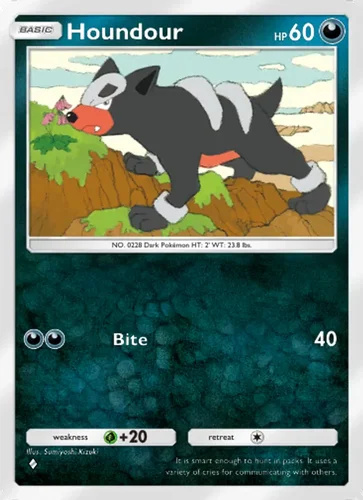 BASIC Houndour HP 60
NO. 0228 Dark Pokémon HT: 2' WT: 23.8 lbs.
Bite 40
weakness +20 retreat
Illus. Sumiyoshi Kizuki
It is smart enough to hunt in packs. It uses a
variety of cries for communicating with others.